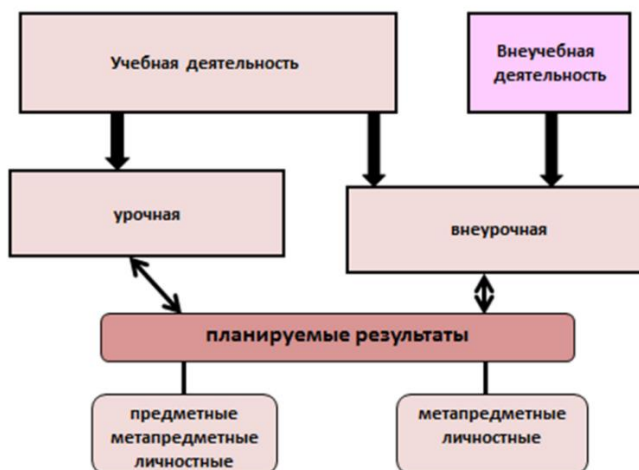 Учебная деятельность
Внеучебная
деятельность
урочная
внеурочная
планируемые результаты
предметные
метапредметные
личностные
метапредметные
личностные